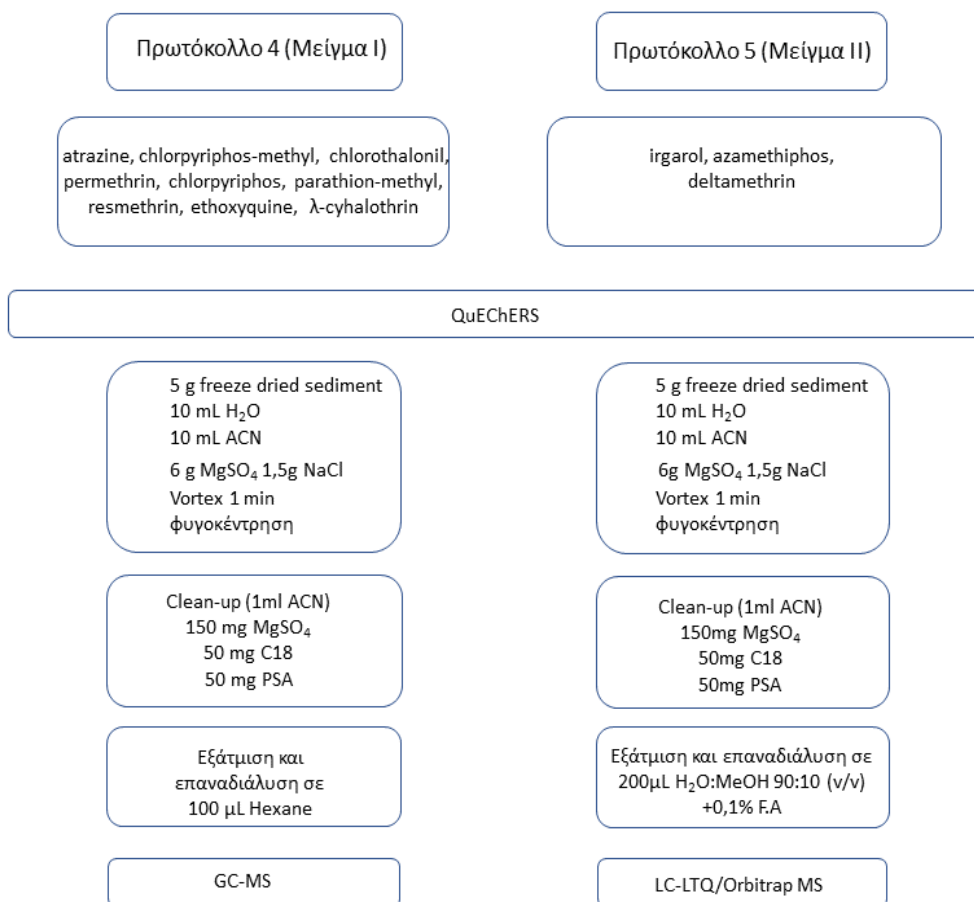 Πρωτόκολλο 4 (Μείγμα Ι)
Πρωτόκολλο 5 (Μείγμα ΙΙ)
atrazine, chlorpyriphos-methyl, chlorothalonil,
permethrin, chlorpyriphos, parathion-methyl,
resmethrin, ethoxyquine, λ-cyhalothrin
irgarol, azamethiphos,
deltamethrin
QuEChERS
5 g freeze dried sediment
10 mL H₂O
10 mL ACN
6 g MgSO₄ 1,5g NaCl
Vortex 1 min
φυγοκέντρηση
5 g freeze dried sediment
10 mL H₂O
10 mL ACN
6g MgSO₄ 1,5g NaCl
Vortex 1 min
φυγοκέντρηση
Clean-up (1ml ACN)
150 mg MgSO₄
50 mg C18
50 mg PSA
Clean-up (1ml ACN)
150mg MgSO₄
50mg C18
50mg PSA
Εξάτμιση και
επαναδιάλυση σε
100 μL Hexane
Εξάτμιση και επαναδιάλυση σε
200μL H₂O:MeOH 90:10 (v/v)
+0,1% F.A
GC-MS
LC-LTQ/Orbitrap MS